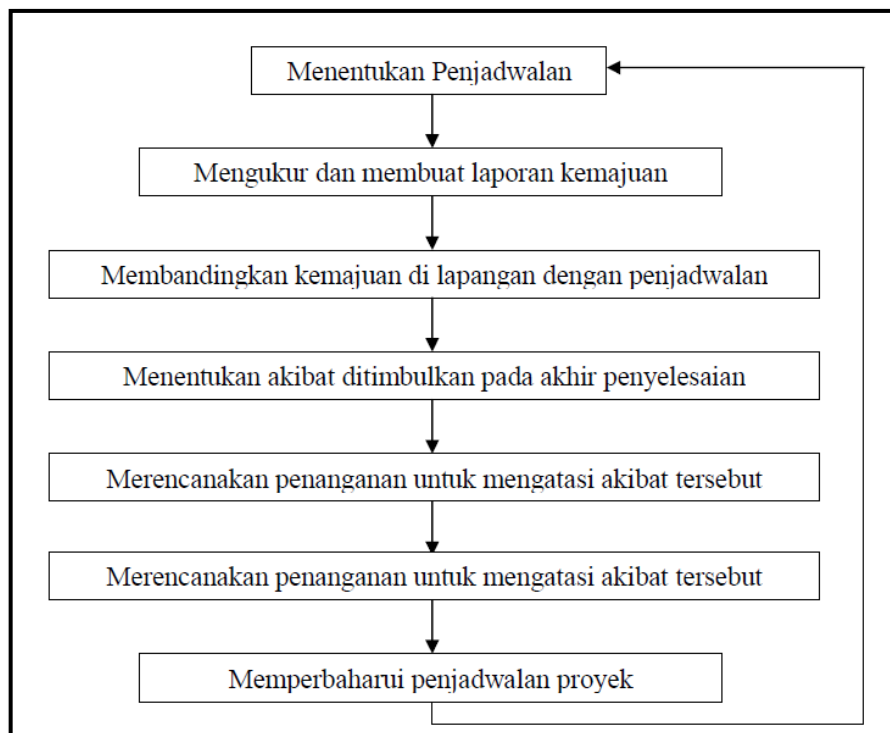 Menentukan Penjadwalan
Mengukur dan membuat laporan kemajuan
Membandingkan kemajuan di lapangan dengan penjadwalan
Menentukan akibat ditimbulkan pada akhir penyelesaian
Merencanakan penanganan untuk mengatasi akibat tersebut
Merencanakan penanganan untuk mengatasi akibat tersebut
Memperbaharui penjadwalan proyek